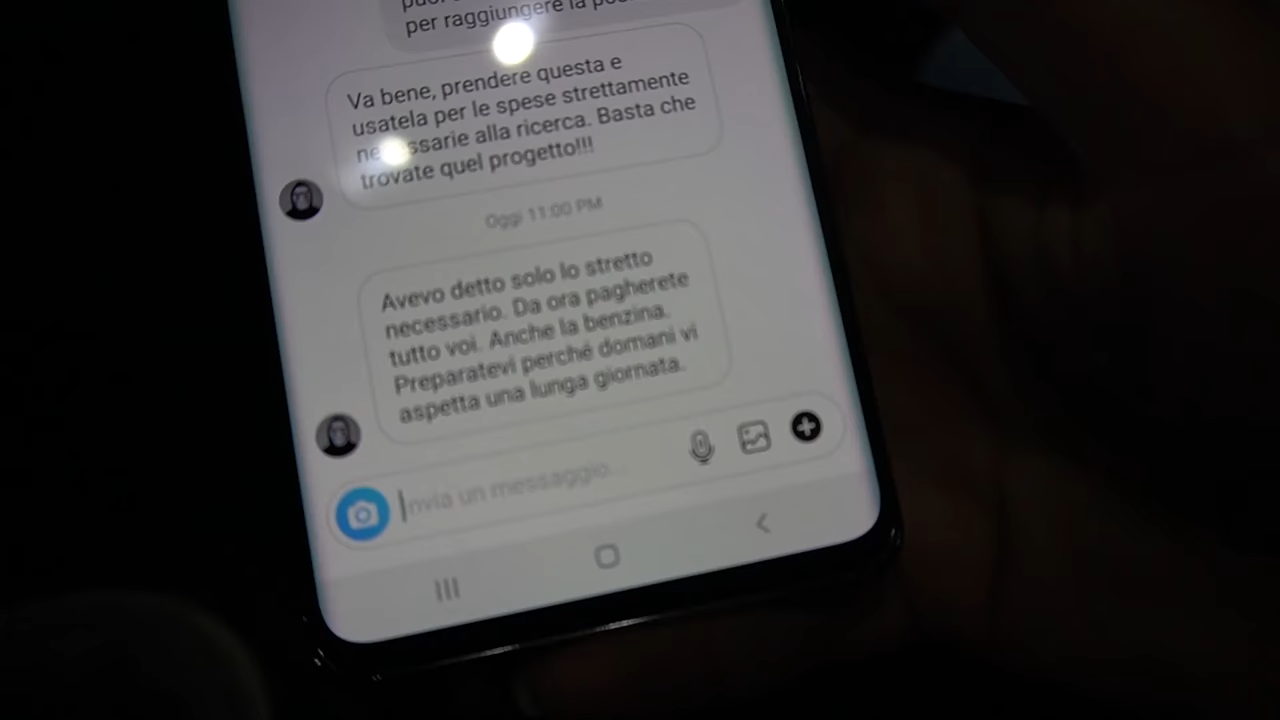 per raggiungere la
Va bene, prendere questa e
usatela per le spese strettamente
necessarie alla ricerca. Basta che
trovate quel progetto!!!
Oggi 11:00 PM
Avevo detto solo lo stretto
necessario. Da ora pagherete
tutto voi. Anche la benzina.
Preparatevi perché domani vi
aspetta una lunga giornata.
Invia un messaggio...